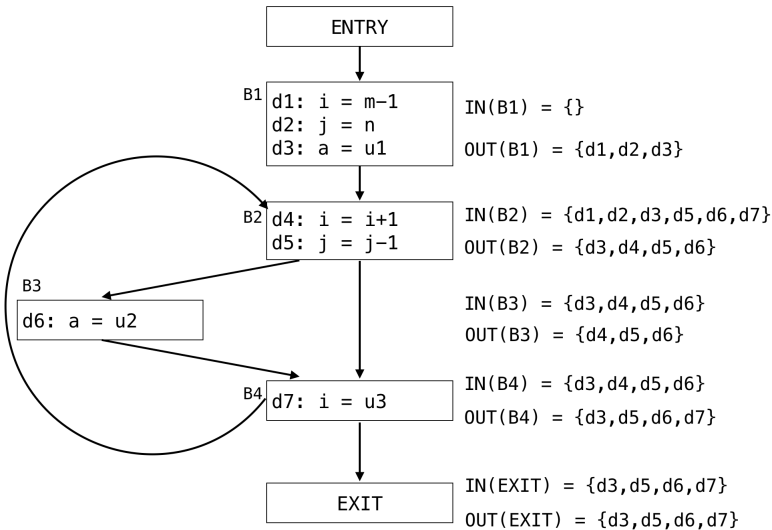 ENTRY
B1
d1: i = m-1
d2: j = n
d3: a = u1
IN(B1) = {}
OUT(B1) = {d1,d2,d3}
B2
d4: i = i+1
d5: j = j-1
IN(B2) = {d1,d2,d3,d5,d6,d7}
OUT(B2) = {d3,d4,d5,d6}
B3
d6: a = u2
IN(B3) = {d3,d4,d5,d6}
OUT(B3) = {d4,d5,d6}
B4
d7: i = u3
IN(B4) = {d3,d4,d5,d6}
OUT(B4) = {d3,d5,d6,d7}
EXIT
IN(EXIT) = {d3,d5,d6,d7}
OUT(EXIT) = {d3,d5,d6,d7}